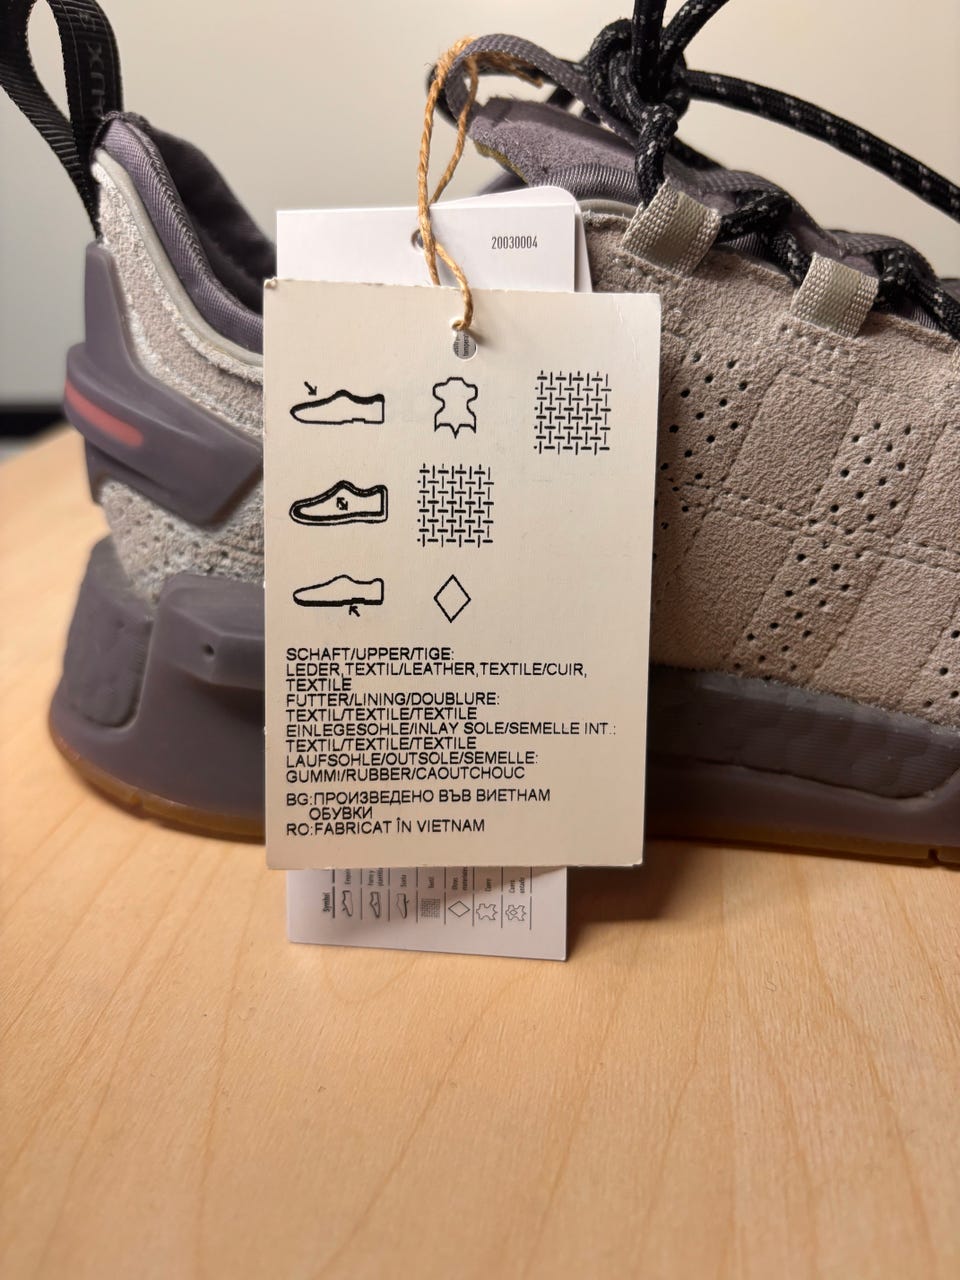 20030004
SCHAFT/UPPER/TIGE:
LEDER,TEXTIL/LEATHER,TEXTILE/CUIR,
TEXTILE
FUTTER/LINING/DOUBLURE:
TEXTIL/TEXTILE/TEXTILE
EINLEGESOHLE/INLAY SOLE/SEMELLE INT.:
TEXTIL/TEXTILE/TEXTILE
LAUFSOHLE/OUTSOLE/SEMELLE:
GUMMI/RUBBER/CAOUTCHOUC
BG:ПРОИЗВЕДЕНО ВЪВ ВИЕТНАМ
ОБУВКИ
RO:FABRICAT ÎN VIETNAM